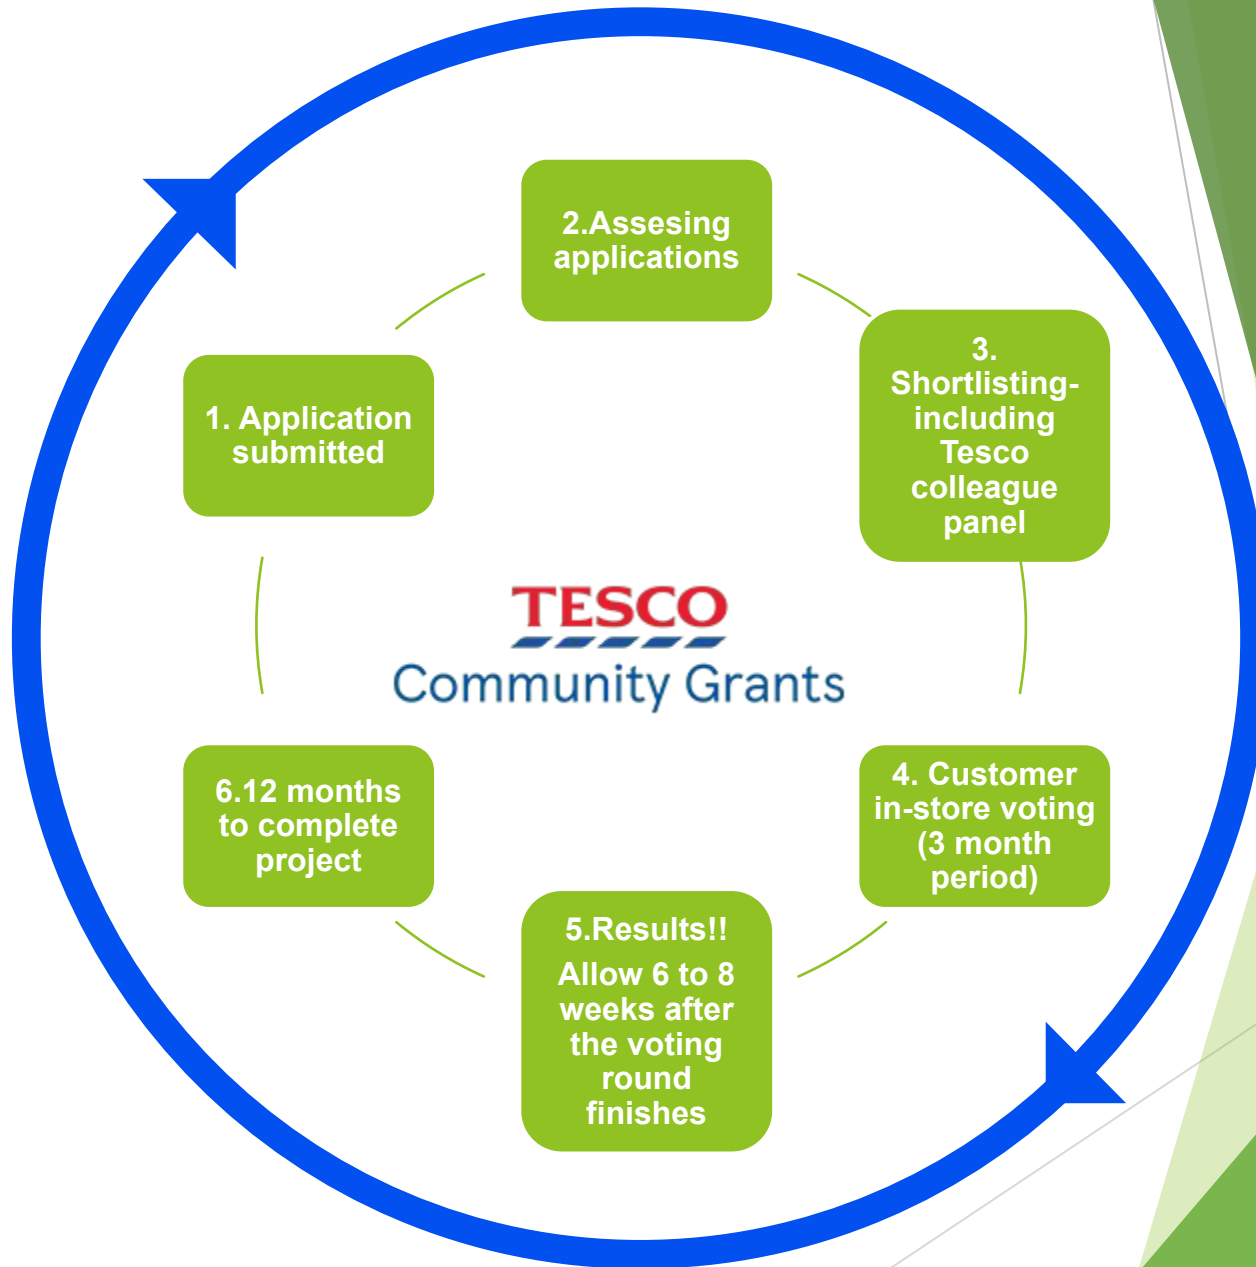 1. Application
submitted
2.Assesing
applications
3.
Shortlisting-
including
Tesco
colleague
panel
4. Customer
in-store voting
(3 month
period)
5.Results!!
Allow 6 to 8
weeks after
the voting
round
finishes
6.12 months
to complete
project
TESCO
Community Grants